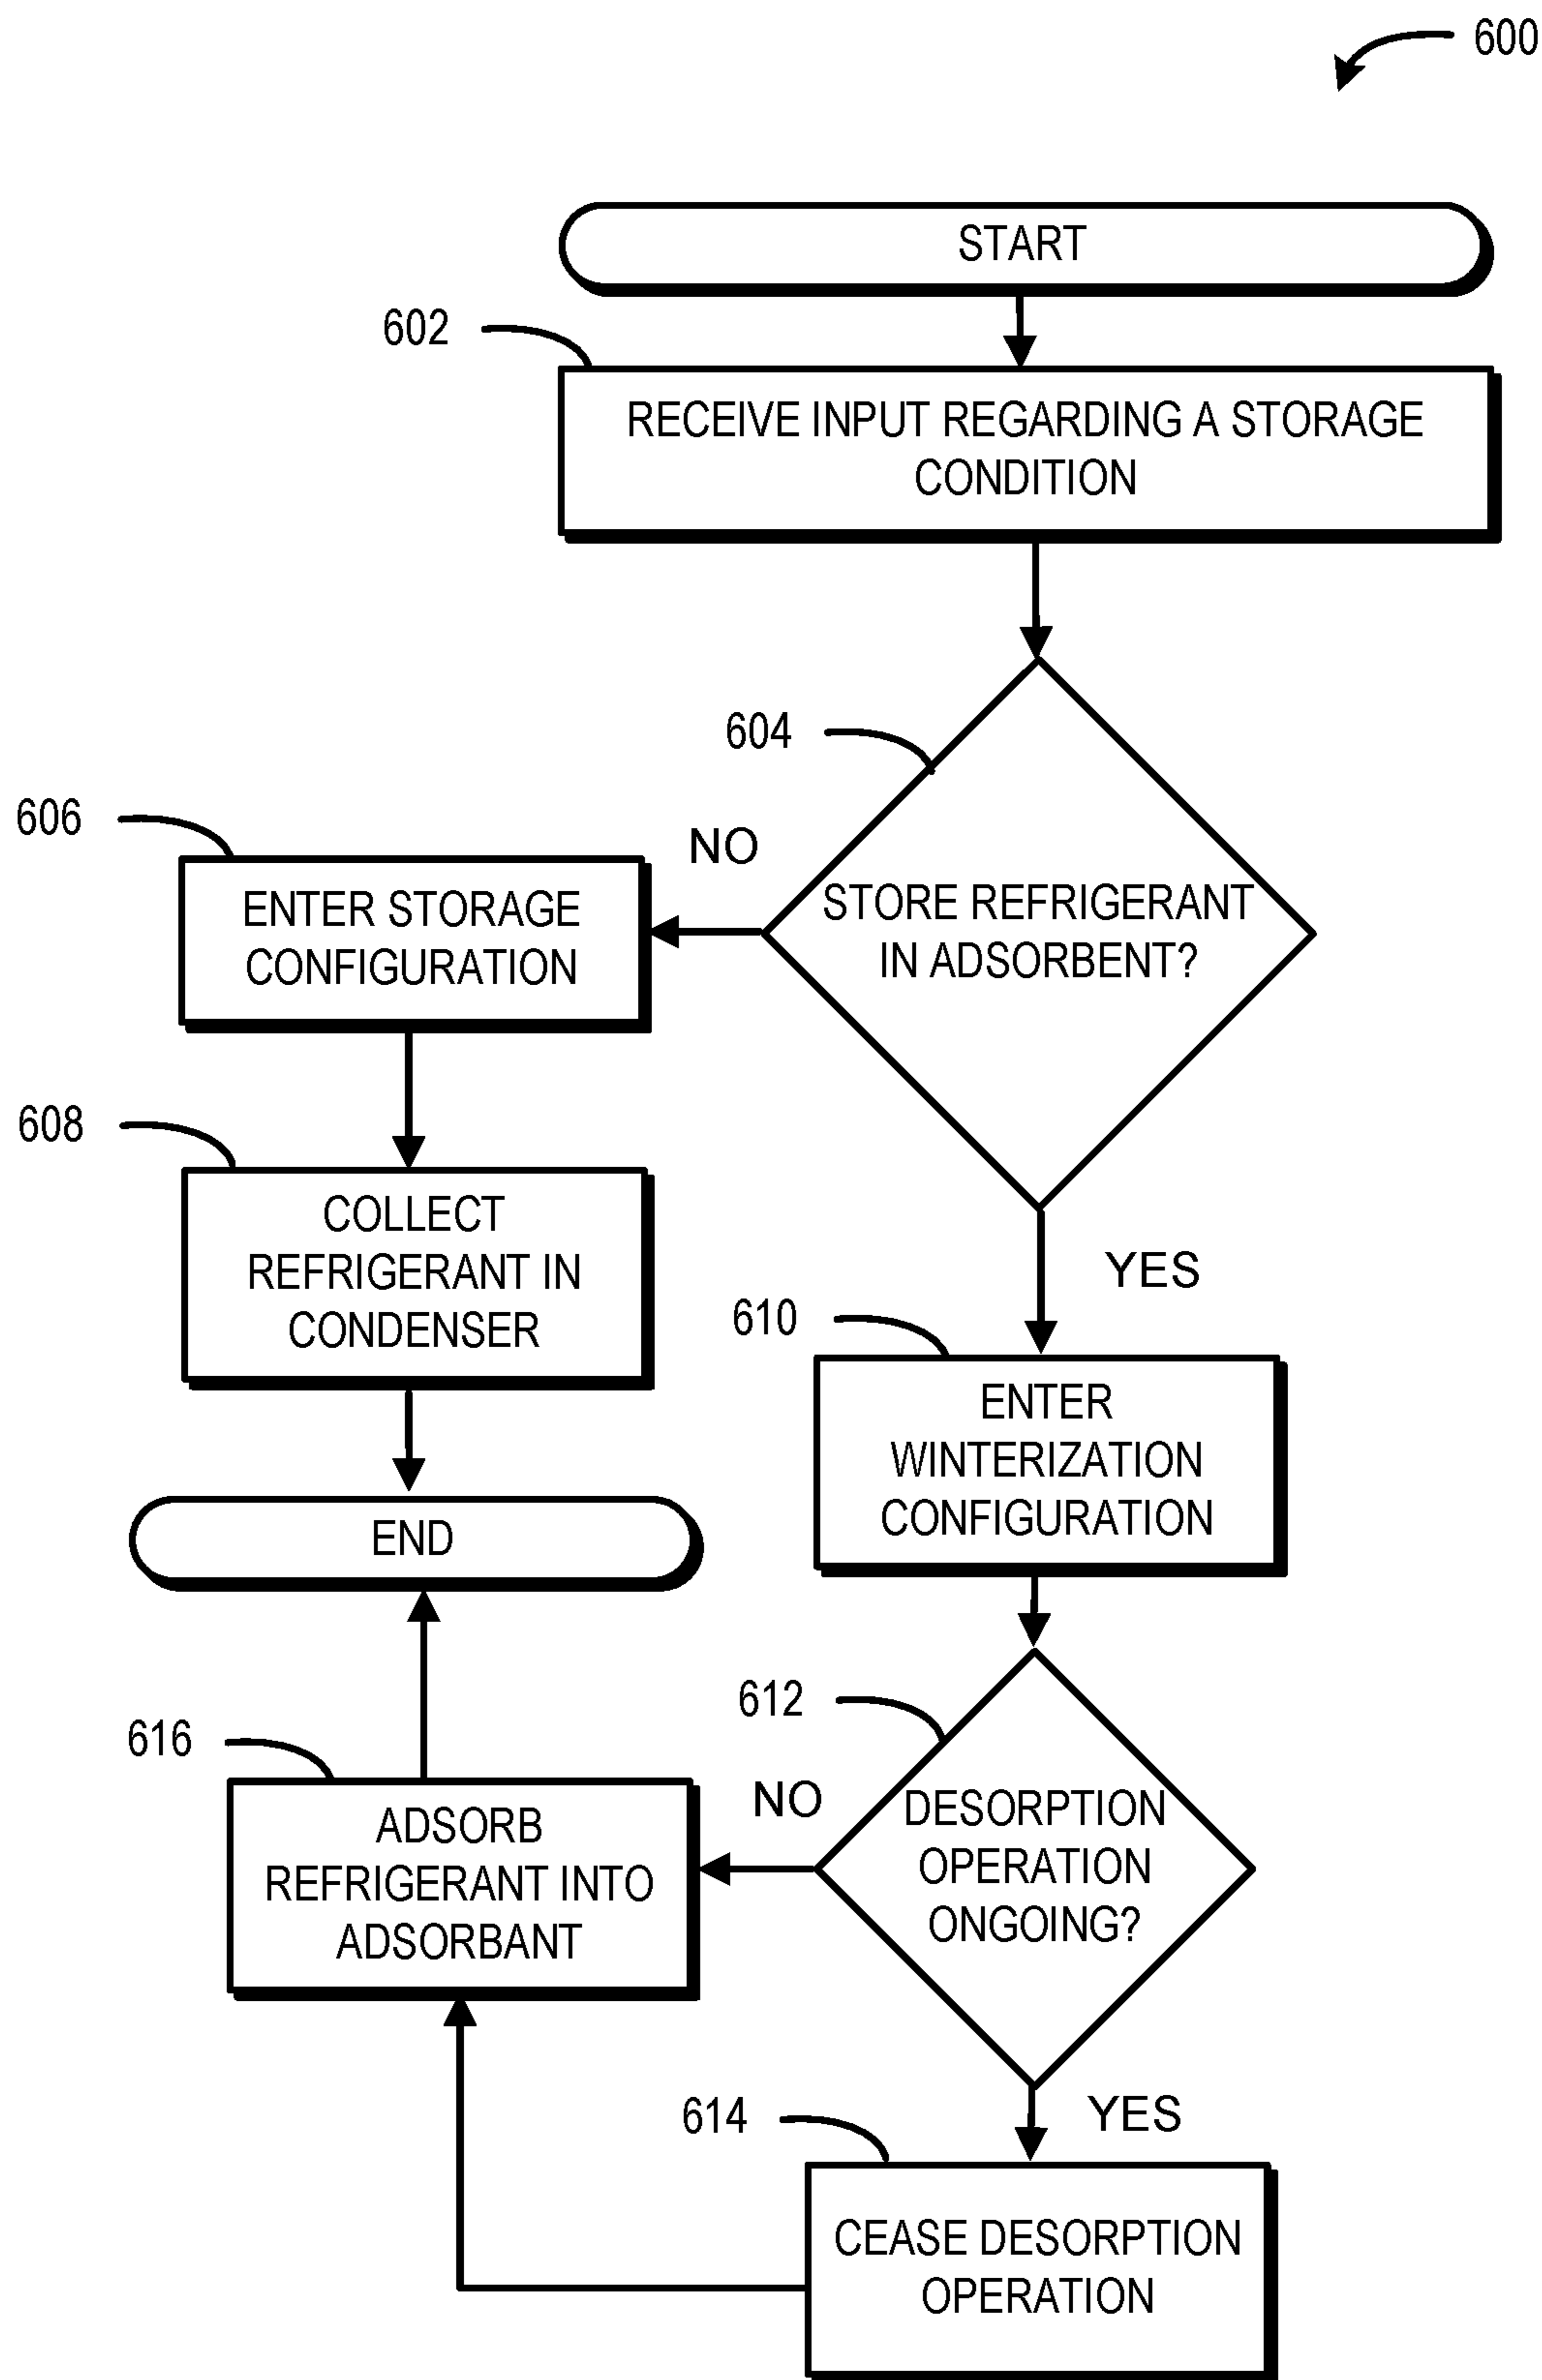 600
START
602
RECEIVE INPUT REGARDING A STORAGE
CONDITION
604
STORE REFRIGERANT
IN ADSORBENT?
NO
606
ENTER STORAGE
CONFIGURATION
608
COLLECT
REFRIGERANT IN
CONDENSER
END
YES
610
ENTER
WINTERIZATION
CONFIGURATION
612
DESORPTION
OPERATION
ONGOING?
NO
616
ADSORB
REFRIGERANT INTO
ADSORBANT
YES
614
CEASE DESORPTION
OPERATION